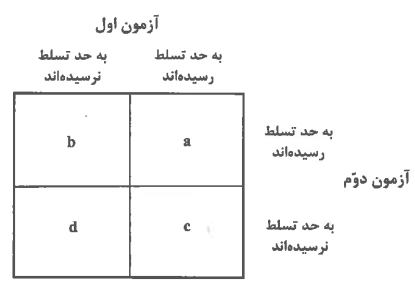 آزمون اول
به حد تسلط
رسیده‌اند
به حد تسلط
نرسیده‌اند
a
b
به حد تسلط
رسیده‌اند
آزمون دوّم
c
d
به حد تسلط
نرسیده‌اند